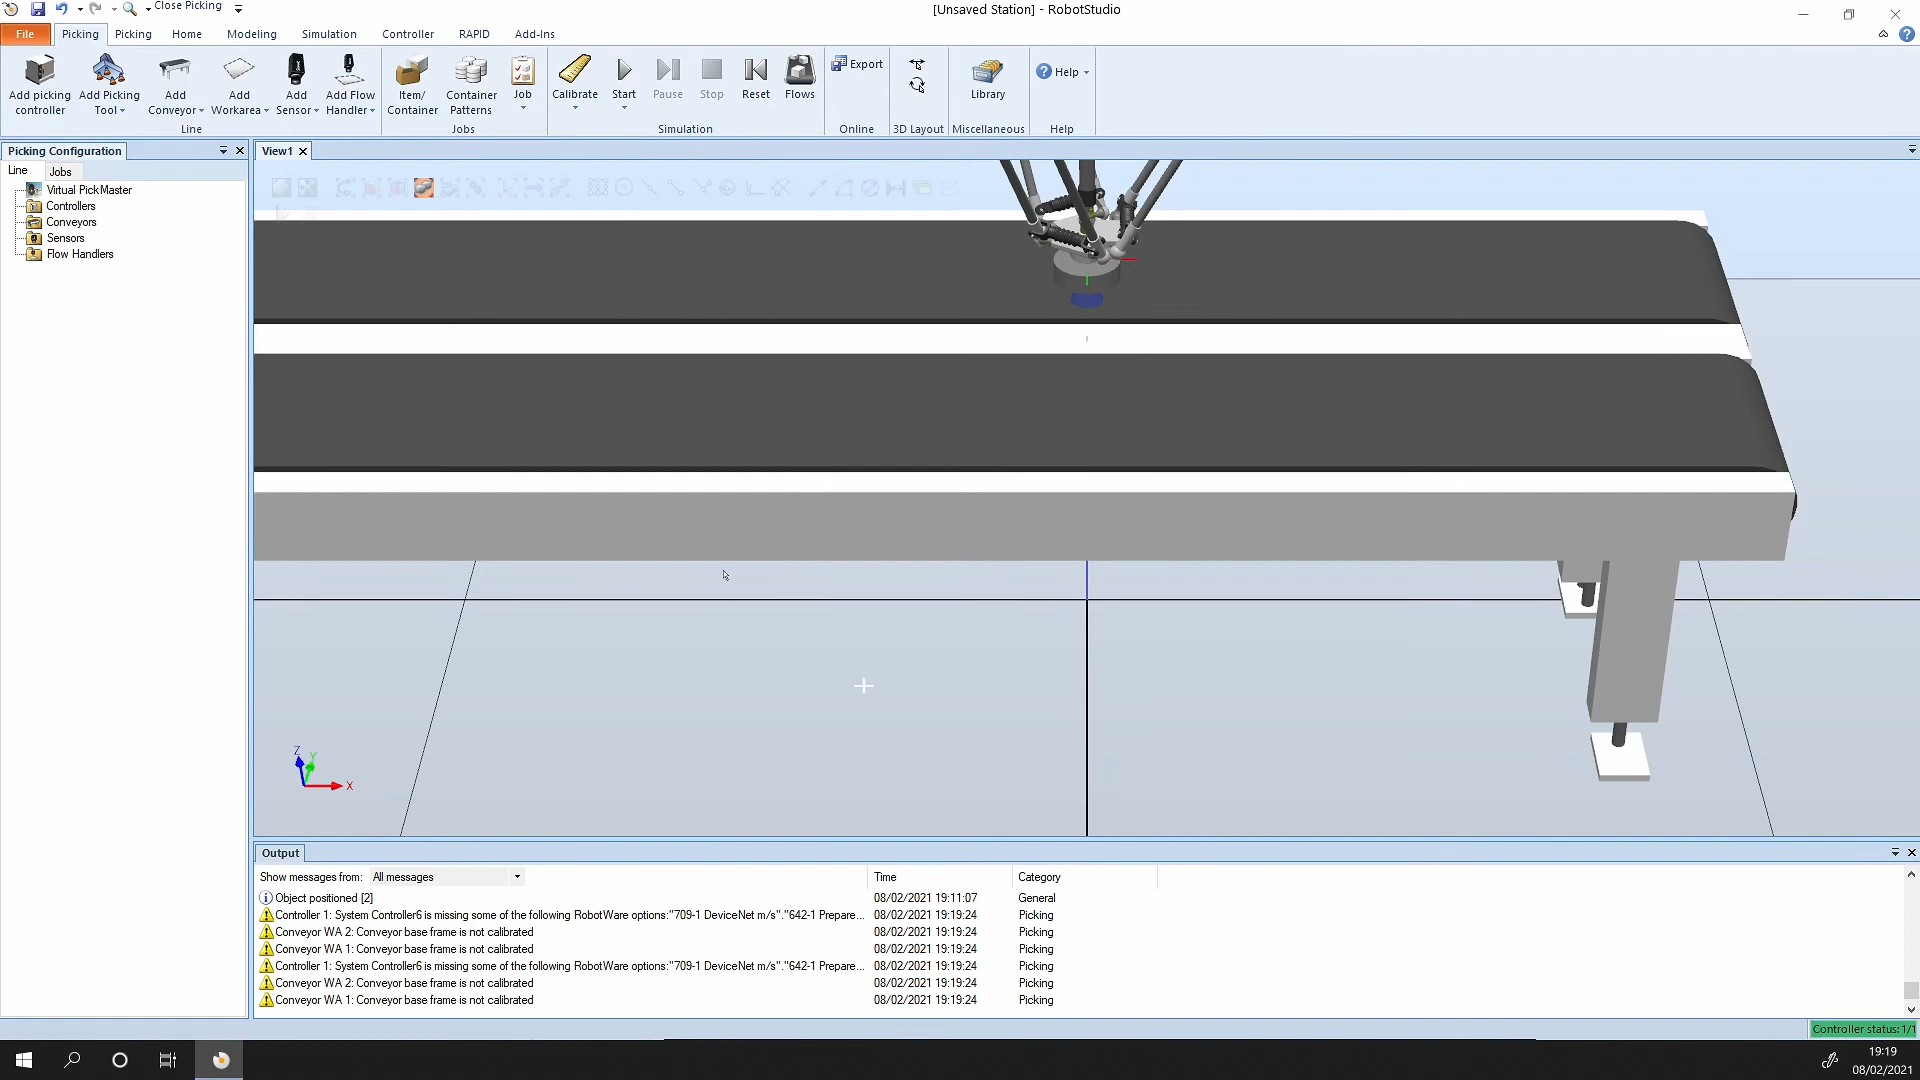 Close Picking
[Unsaved Station] - RobotStudio
File
Picking
Picking
Home
Modeling
Simulation
Controller
RAPID
Add-Ins
Add picking controller
Add Picking Tool
Add Conveyor
Add Workarea
Add Sensor
Add Flow Handler
Item/ Container
Container Patterns
Job
Calibrate
Start
Pause
Stop
Reset
Flows
Export
Library
Help
Line
Jobs
Simulation
Online
3D Layout
Miscellaneous
Help
Picking Configuration
View1
Line
Jobs
Virtual PickMaster
Controllers
Conveyors
Sensors
Flow Handlers
Z
Y
X
Output
Show messages from: All messages
Time
Category
Object positioned [2] 08/02/2021 19:11:07 General
Controller 1: System Controller6 is missing some of the following RobotWare options:"709-1 DeviceNet m/s"."642-1 Prepare... 08/02/2021 19:19:24 Picking
Conveyor WA 2: Conveyor base frame is not calibrated 08/02/2021 19:19:24 Picking
Conveyor WA 1: Conveyor base frame is not calibrated 08/02/2021 19:19:24 Picking
Controller 1: System Controller6 is missing some of the following RobotWare options:"709-1 DeviceNet m/s"."642-1 Prepare... 08/02/2021 19:19:24 Picking
Conveyor WA 2: Conveyor base frame is not calibrated 08/02/2021 19:19:24 Picking
Conveyor WA 1: Conveyor base frame is not calibrated 08/02/2021 19:19:24 Picking
Controller status: 1/1
19:19
08/02/2021